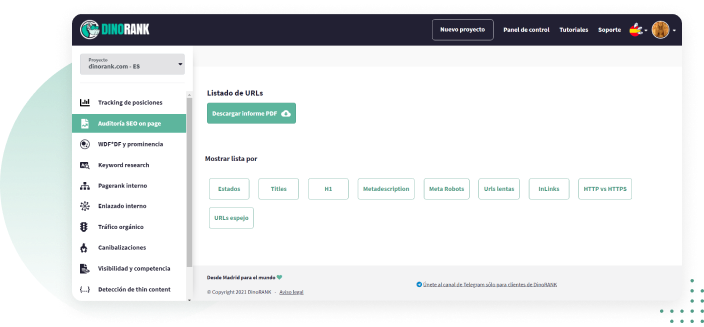 DINORANK
Nuevo proyecto
Panel de control
Tutoriales
Soporte
Proyecto
dinorank.com - ES
Tracking de posiciones
Auditoría SEO on page
WDF*IDF y prominencia
Keyword research
Pagerank interno
Enlazado interno
Tráfico orgánico
Canibalizaciones
Visibilidad y competencia
Detección de thin content
Listado de URLs
Descargar informe PDF
Mostrar lista por
Estados
Titles
H1
Metadescription
Meta Robots
Urls lentas
InLinks
HTTP vs HTTPS
URLs espejo
Desde Madrid para el mundo
© Copyright 2021 DinoRANK - Aviso legal
Únete al canal de Telegram sólo para clientes de DinoRANK